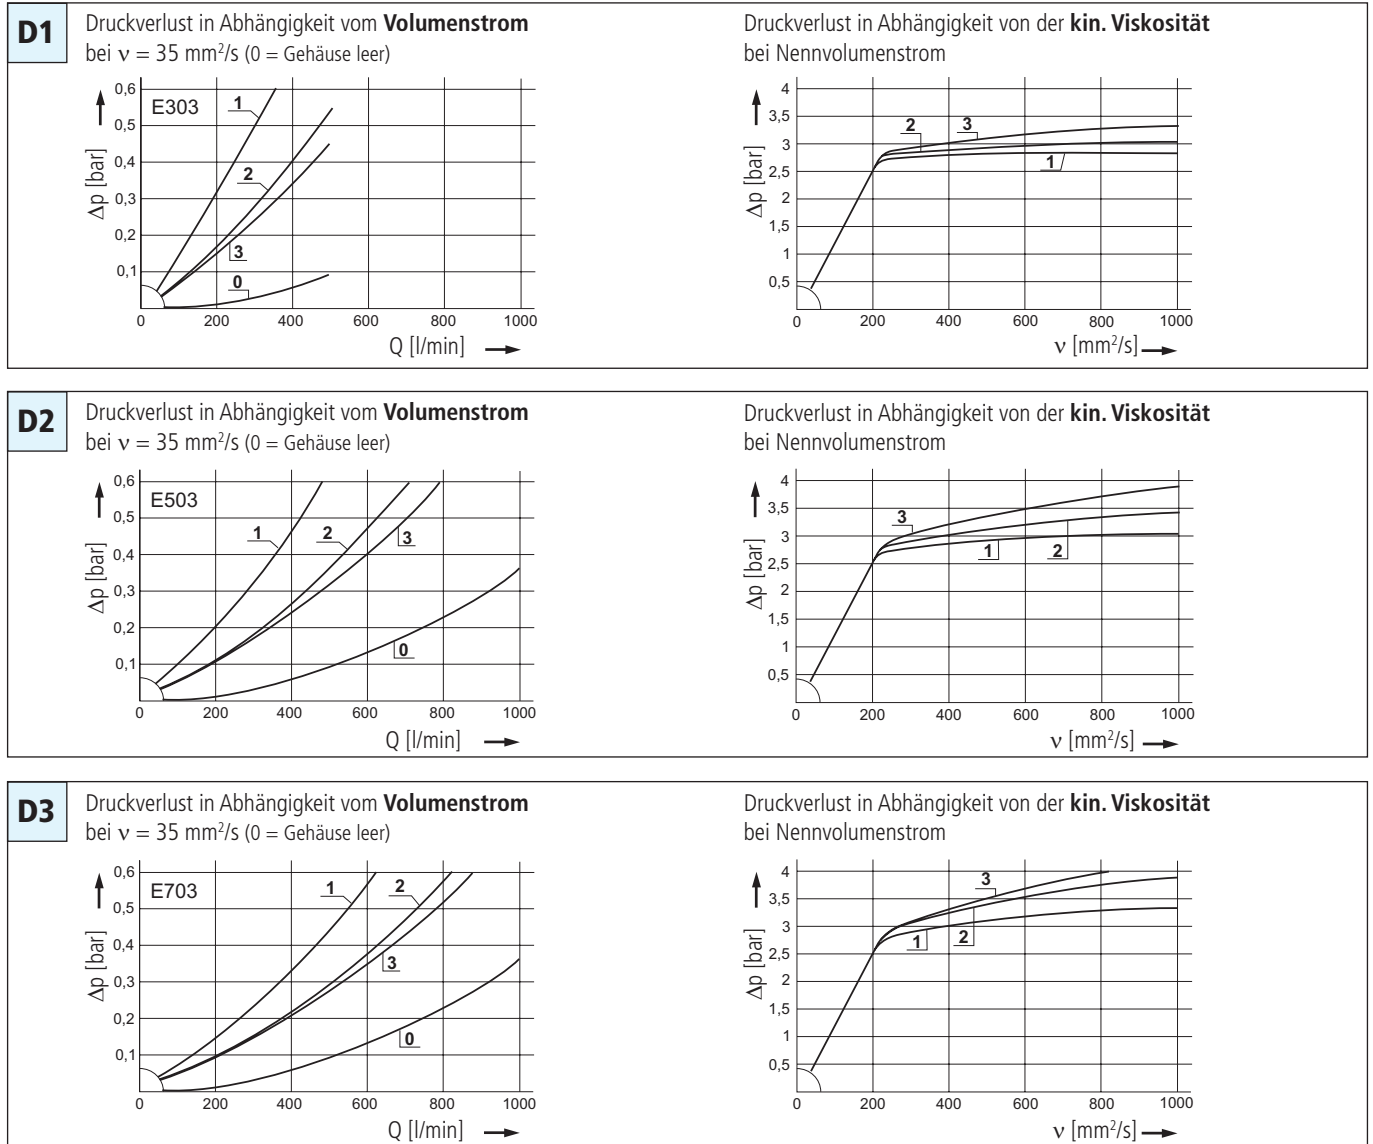 D1
Druckverlust in Abhängigkeit vom Volumenstrom
bei ν = 35 mm²/s (0 = Gehäuse leer)
E303
0,6
0,5
0,4
0,3
0,2
0,1
Δp [bar]
1
2
3
0
0 200 400 600 800 1000
Q [l/min]
Druckverlust in Abhängigkeit von der kin. Viskosität
bei Nennvolumenstrom
4
3,5
3
2,5
2
1,5
1
0,5
Δp [bar]
2
3
1
0 200 400 600 800 1000
ν [mm²/s]
D2
Druckverlust in Abhängigkeit vom Volumenstrom
bei ν = 35 mm²/s (0 = Gehäuse leer)
E503
0,6
0,5
0,4
0,3
0,2
0,1
Δp [bar]
1
2
3
0
0 200 400 600 800 1000
Q [l/min]
Druckverlust in Abhängigkeit von der kin. Viskosität
bei Nennvolumenstrom
4
3,5
3
2,5
2
1,5
1
0,5
Δp [bar]
3
1
2
0 200 400 600 800 1000
ν [mm²/s]
D3
Druckverlust in Abhängigkeit vom Volumenstrom
bei ν = 35 mm²/s (0 = Gehäuse leer)
E703
0,6
0,5
0,4
0,3
0,2
0,1
Δp [bar]
1
2
3
0
0 200 400 600 800 1000
Q [l/min]
Druckverlust in Abhängigkeit von der kin. Viskosität
bei Nennvolumenstrom
4
3,5
3
2,5
2
1,5
1
0,5
Δp [bar]
3
1
2
0 200 400 600 800 1000
ν [mm²/s]